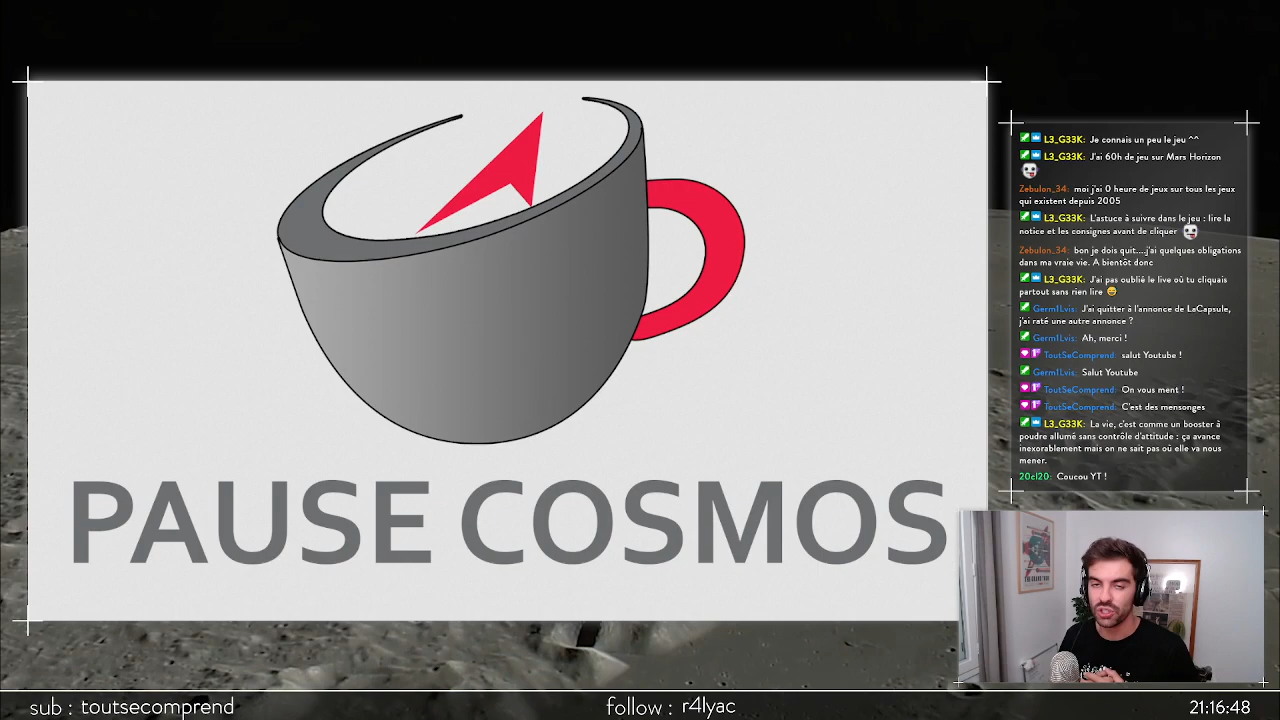 PAUSE COSMOS
L3_G33K: Je connais un peu le jeu ^^
L3_G33K: J'ai 60h de jeu sur Mars Horizon
Zebulon_34: moi j'ai 0 heure de jeux sur tous les jeux
qui existent depuis 2005
L3_G33K: L'astuce à suivre dans le jeu : lire la
notice et les consignes avant de cliquer
Zebulon_34: bon je dois quit....j'ai quelques obligations
dans ma vraie vie. A bientôt donc
L3_G33K: J'ai pas oublié le live où tu cliquais
partout sans rien lire
Germ1Lvis: J'ai quitter à l'annonce de LaCapsule,
j'ai raté une autre annonce ?
Germ1Lvis: Ah, merci !
ToutSeComprend: salut Youtube !
Germ1Lvis: Salut Youtube
ToutSeComprend: On vous ment !
ToutSeComprend: C'est des mensonges
L3_G33K: La vie, c'est comme un booster à
poudre allumé sans contrôle d'attitude : ça avance
inexorablement mais on ne sait pas où elle va nous
mener.
20cl20: Coucou YT !
sub : toutsecomprend
follow : r4lyac
21:16:48